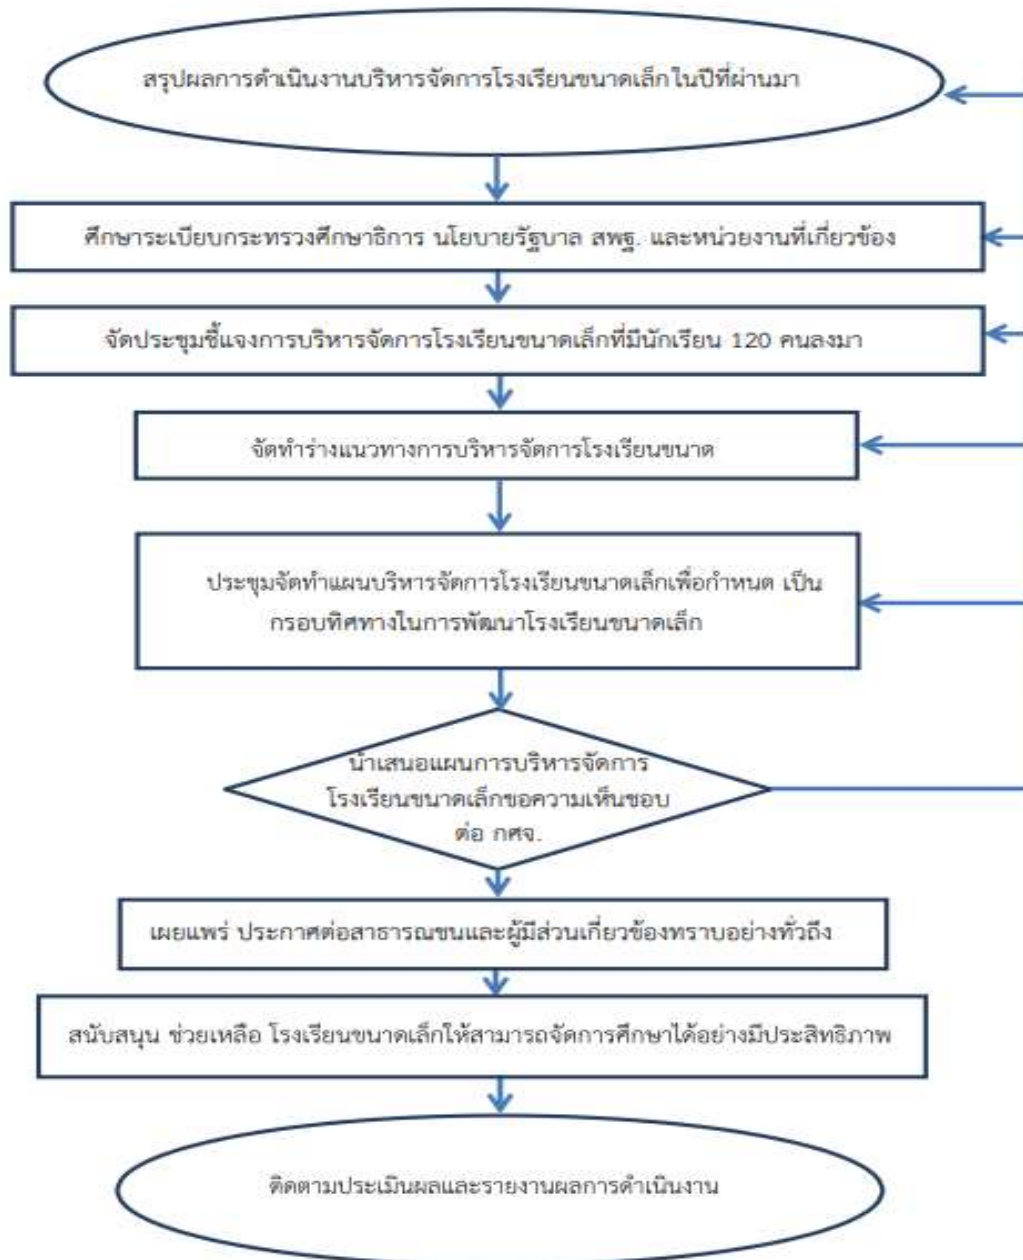 สรุปผลการดำเนินงานบริหารจัดการโรงเรียนขนาดเล็กในปีที่ผ่านมา
ศึกษาระเบียบกระทรวงศึกษาธิการ นโยบายรัฐบาล สพฐ. และหน่วยงานที่เกี่ยวข้อง
จัดประชุมชี้แจงการบริหารจัดการโรงเรียนขนาดเล็กที่มีนักเรียน 120 คนลงมา
จัดทำร่างแนวทางการบริหารจัดการโรงเรียนขนาด
ประชุมจัดทำแผนบริหารจัดการโรงเรียนขนาดเล็กเพื่อกำหนด เป็น
กรอบทิศทางในการพัฒนาโรงเรียนขนาดเล็ก
นำเสนอแผนการบริหารจัดการ
โรงเรียนขนาดเล็กขอความเห็นชอบ
ต่อ กศจ.
เผยแพร่ ประกาศต่อสาธารณขนและผู้มีส่วนเกี่ยวข้องทราบอย่างทั่วถึง
สนับสนุน ช่วยเหลือ โรงเรียนขนาดเล็กให้สามารถจัดการศึกษาได้อย่างมีประสิทธิภาพ
ติดตามประเมินผลและรายงานผลการดำเนินงาน